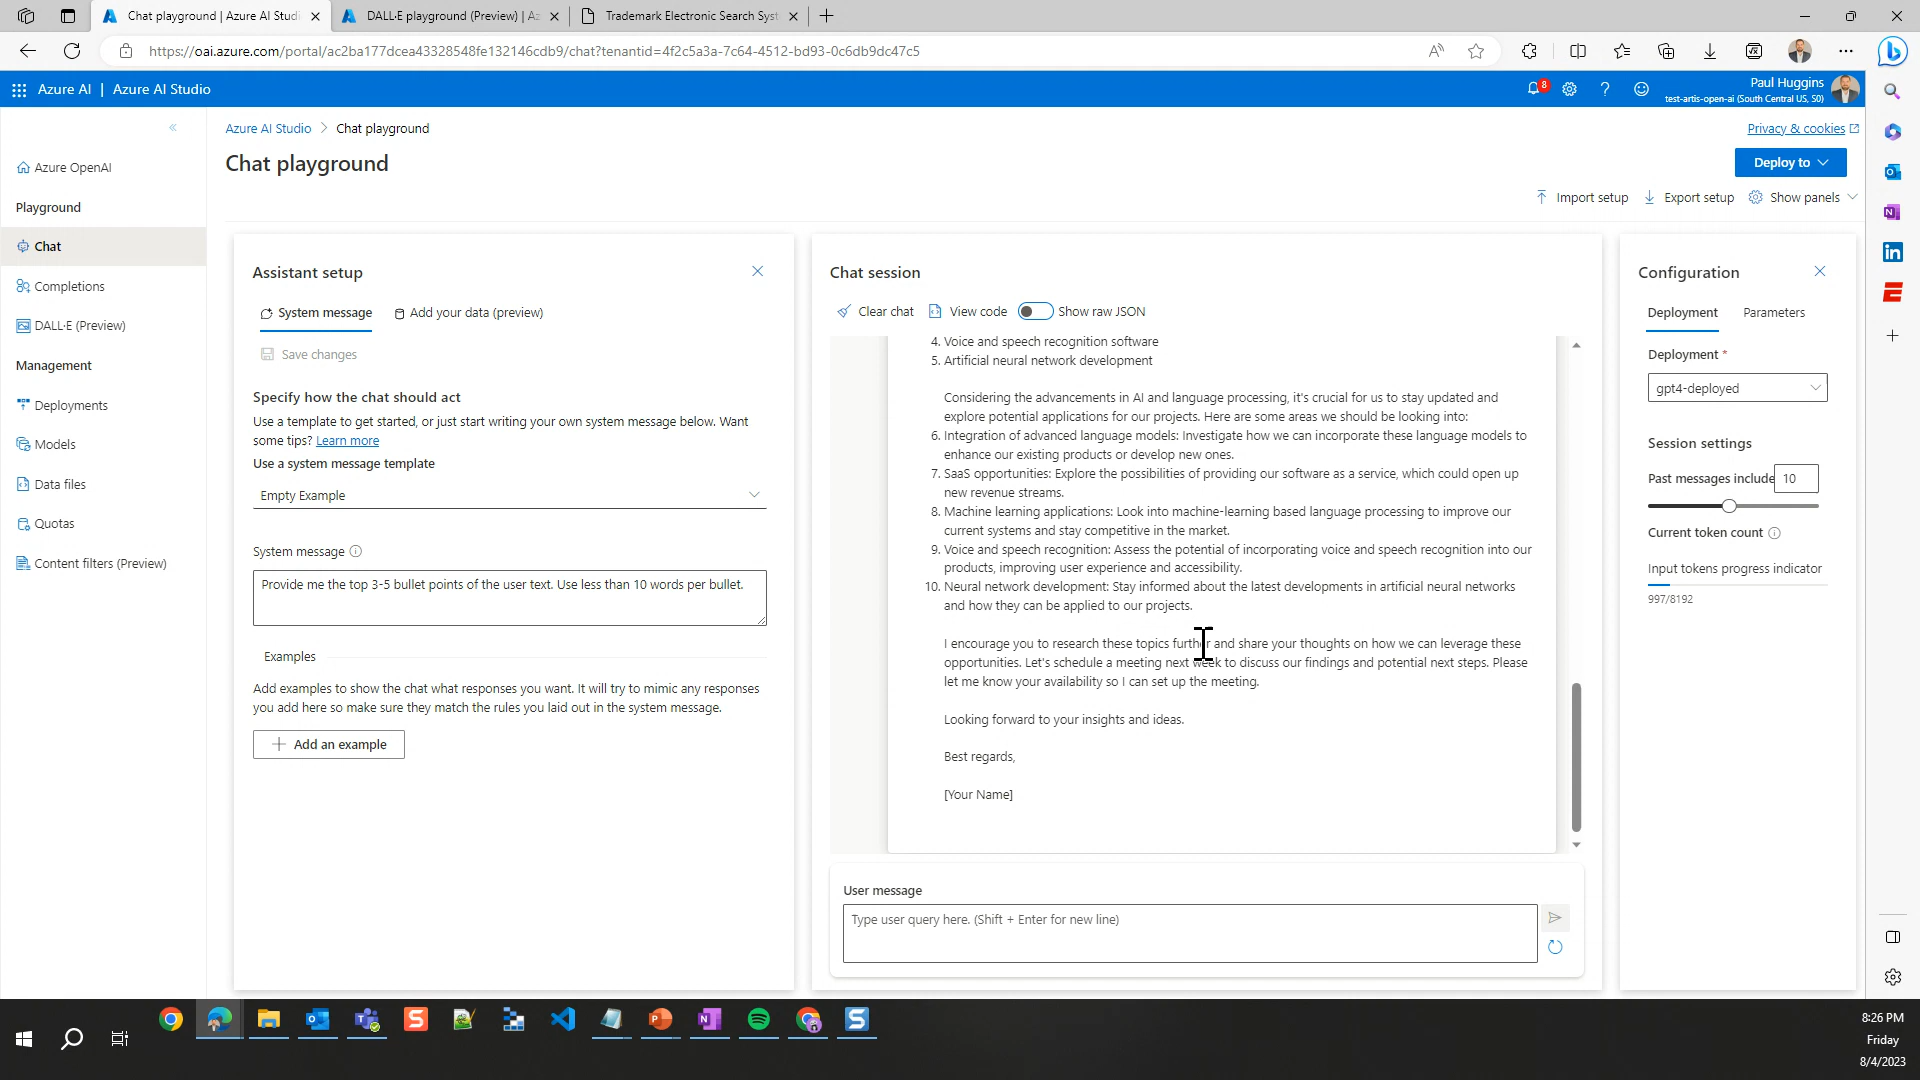 Chat playground | Azure AI Studi
DALL·E playground (Preview) | Az
Trademark Electronic Search Syst
https://oai.azure.com/portal/ac2ba177dcea43328548fe132146cdb9/chat?tenantid=4f2c5a3a-7c64-4512-bd93-0c6db9dc47c5
Azure AI | Azure AI Studio
8
Paul Huggins
test-artis-open-ai (South Central US, S0)
Azure AI Studio > Chat playground
Privacy & cookies
Chat playground
Deploy to
Import setup
Export setup
Show panels
Azure OpenAI
Playground
Chat
Completions
DALL·E (Preview)
Management
Deployments
Models
Data files
Quotas
Content filters (Preview)
Assistant setup
System message
Add your data (preview)
Save changes
Specify how the chat should act
Use a template to get started, or just start writing your own system message below. Want
some tips? Learn more
Use a system message template
Empty Example
System message
Provide me the top 3-5 bullet points of the user text. Use less than 10 words per bullet.
Examples
Add examples to show the chat what responses you want. It will try to mimic any responses
you add here so make sure they match the rules you laid out in the system message.
Add an example
Chat session
Clear chat
View code
Show raw JSON
4. Voice and speech recognition software
5. Artificial neural network development
Considering the advancements in AI and language processing, it's crucial for us to stay updated and
explore potential applications for our projects. Here are some areas we should be looking into:
6. Integration of advanced language models: Investigate how we can incorporate these language models to
enhance our existing products or develop new ones.
7. SaaS opportunities: Explore the possibilities of providing our software as a service, which could open up
new revenue streams.
8. Machine learning applications: Look into machine-learning based language processing to improve our
current systems and stay competitive in the market.
9. Voice and speech recognition: Assess the potential of incorporating voice and speech recognition into our
products, improving user experience and accessibility.
10. Neural network development: Stay informed about the latest developments in artificial neural networks
and how they can be applied to our projects.
I encourage you to research these topics further and share your thoughts on how we can leverage these
opportunities. Let's schedule a meeting next week to discuss our findings and potential next steps. Please
let me know your availability so I can set up the meeting.
Looking forward to your insights and ideas.
Best regards,
[Your Name]
User message
Type user query here. (Shift + Enter for new line)
Configuration
Deployment
Parameters
Deployment *
gpt4-deployed
Session settings
Past messages include
10
Current token count
Input tokens progress indicator
997/8192
8:26 PM
Friday
8/4/2023